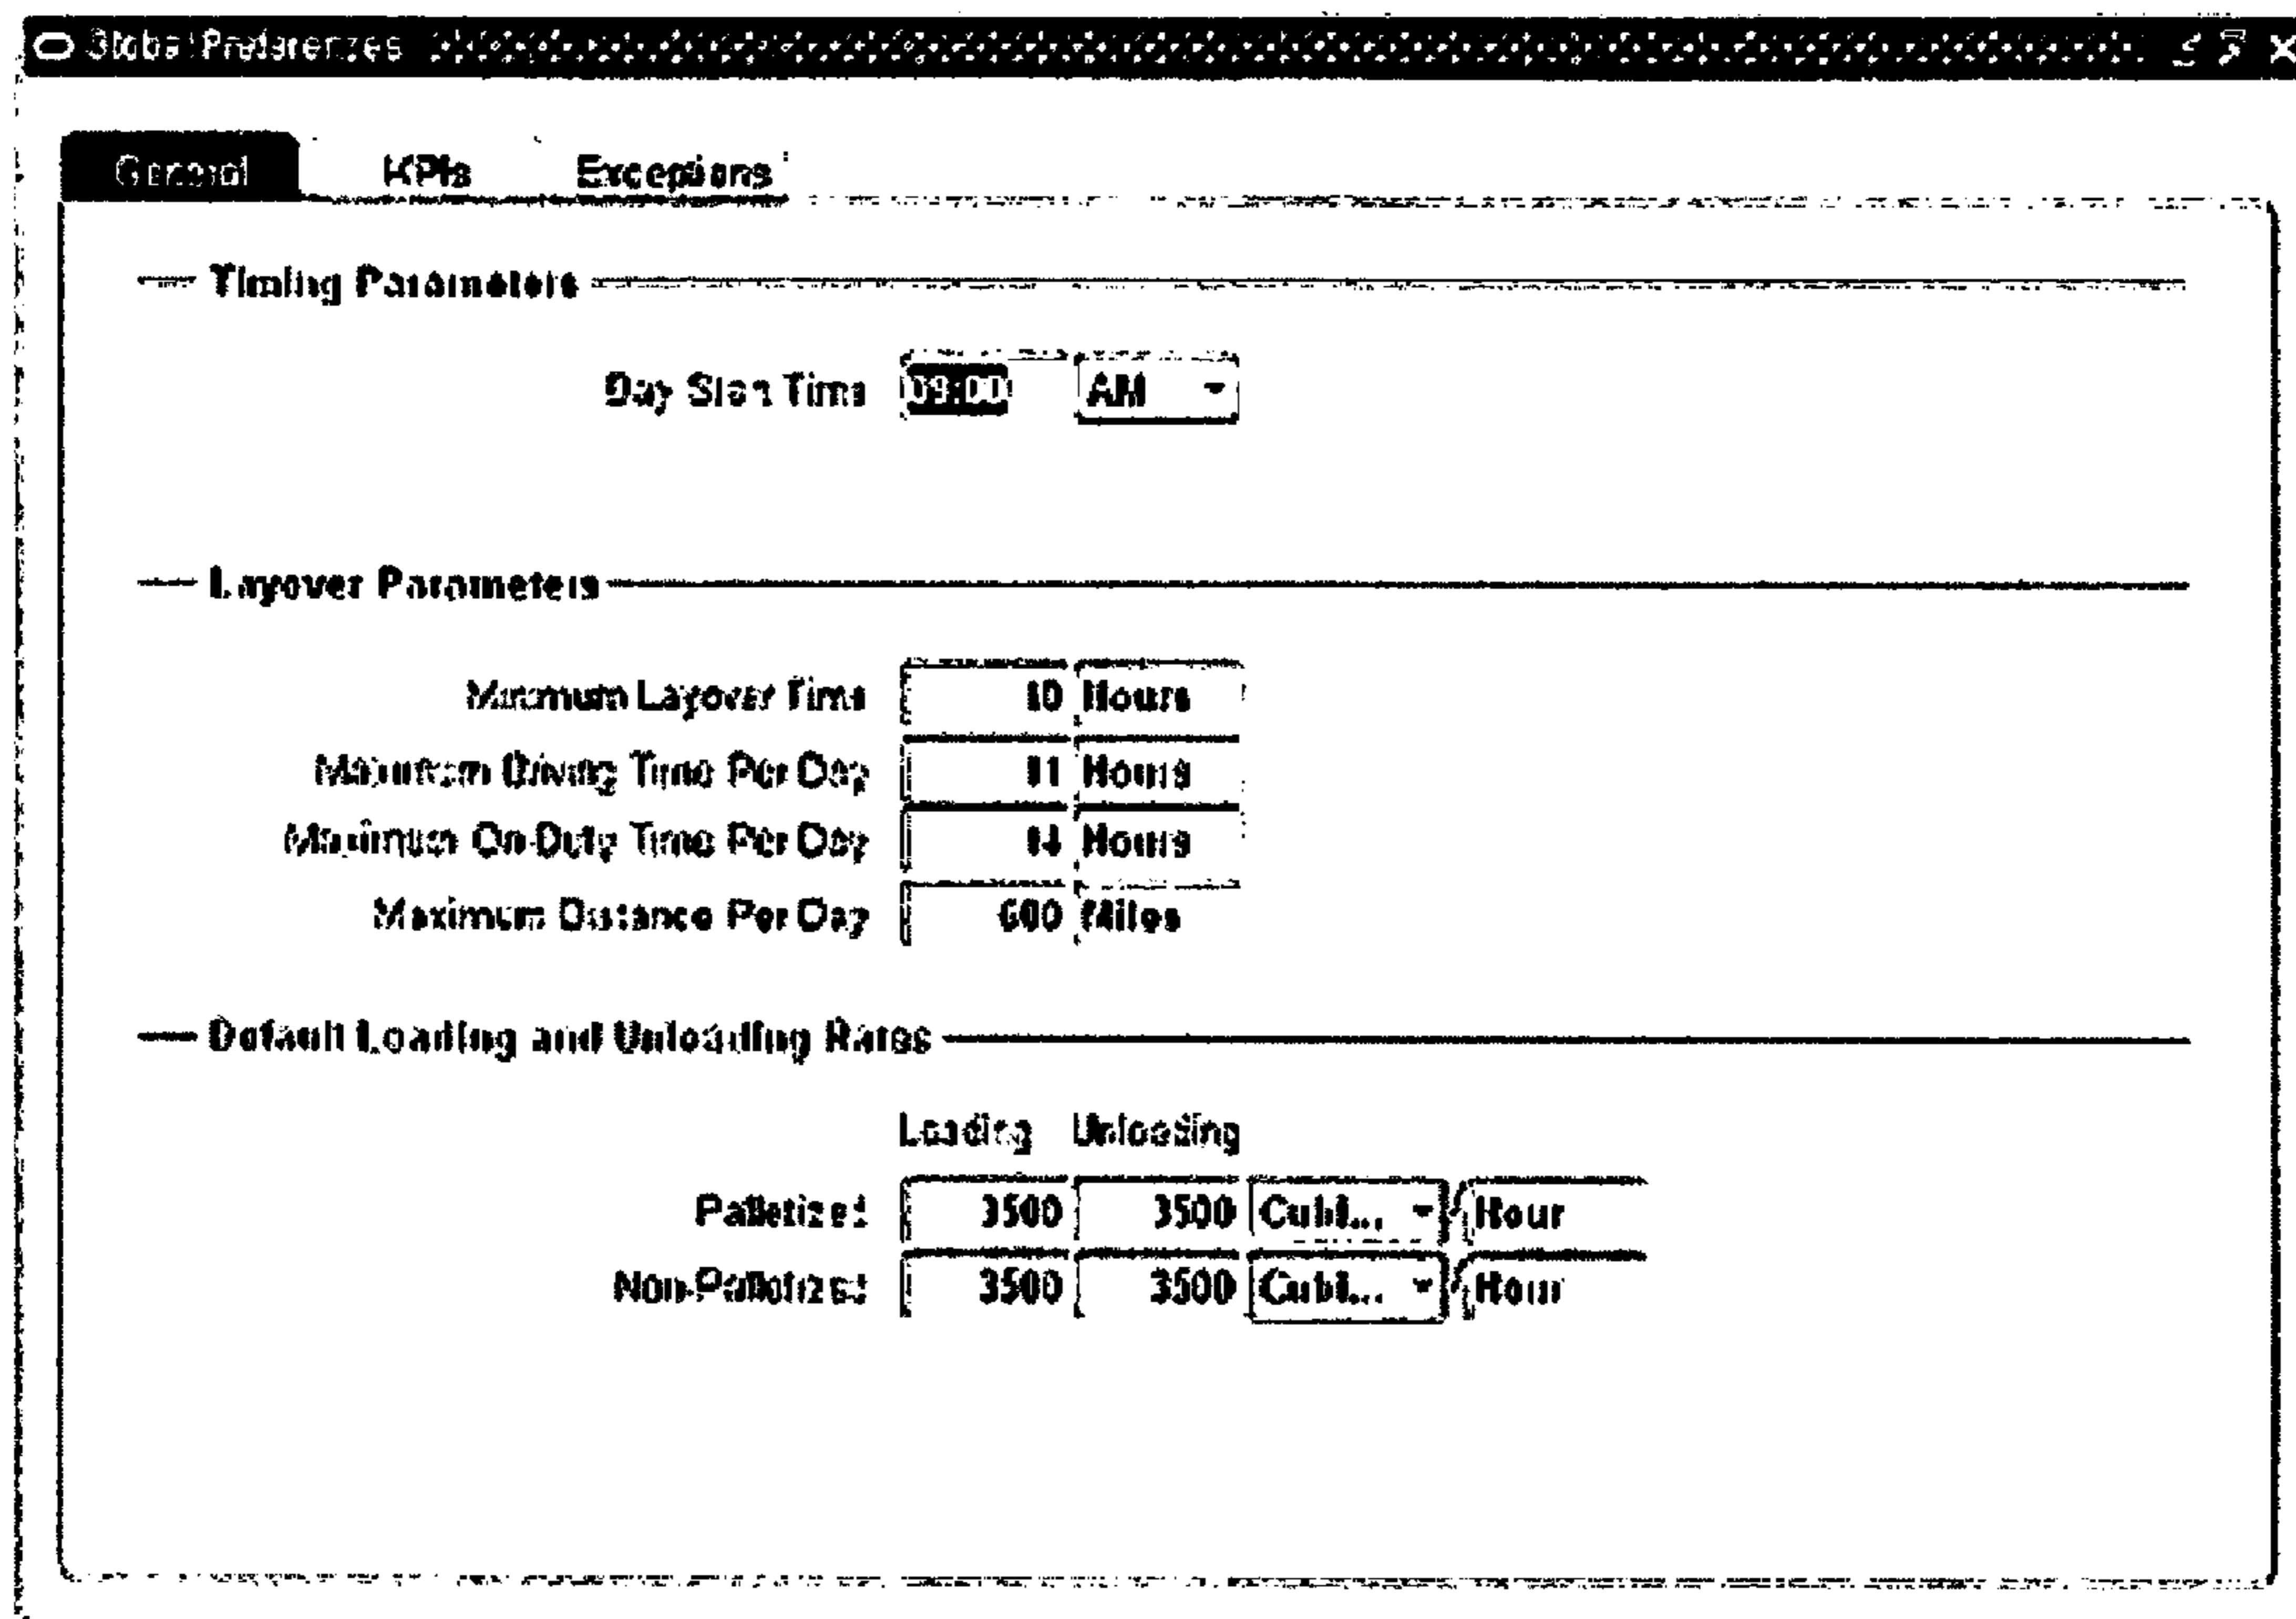 Global Preferences
General KPIs Exceptions
Timing Parameters
Day Start Time 09:00 AM
Layover Parameters
Minimum Layover Time 10 Hours
Maximum Driving Time Per Day 11 Hours
Maximum On-Duty Time Per Day 14 Hours
Maximum Distance Per Day 600 Miles
Default Loading and Unloading Rates
Loading Unloading
Palletized 3500 3500 Cubi... / Hour
Non-Palletized 3500 3500 Cubi... / Hour